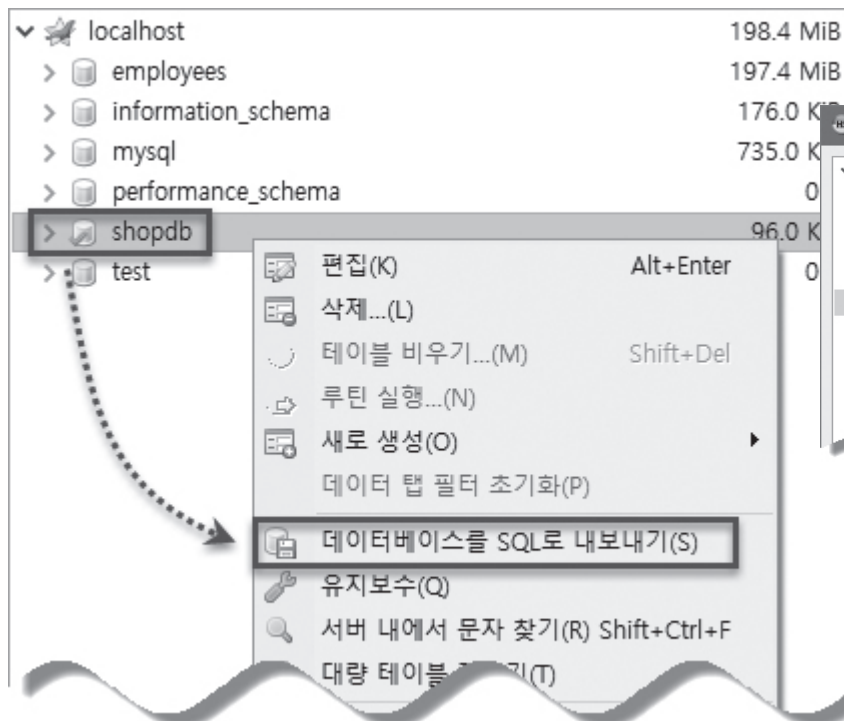 localhost 198.4 MiB
employees 197.4 MiB
information_schema 176.0
mysql 735.0 K
performance_schema 0
shopdb 96.0 K
test 0
편집(K) Alt+Enter
삭제...(L)
테이블 비우기...(M) Shift+Del
루틴 실행...(N)
새로 생성(O)
데이터 탭 필터 초기화(P)
데이터베이스를 SQL로 내보내기(S)
유지보수(Q)
서버 내에서 문자 찾기(R) Shift+Ctrl+F
대량 테이블